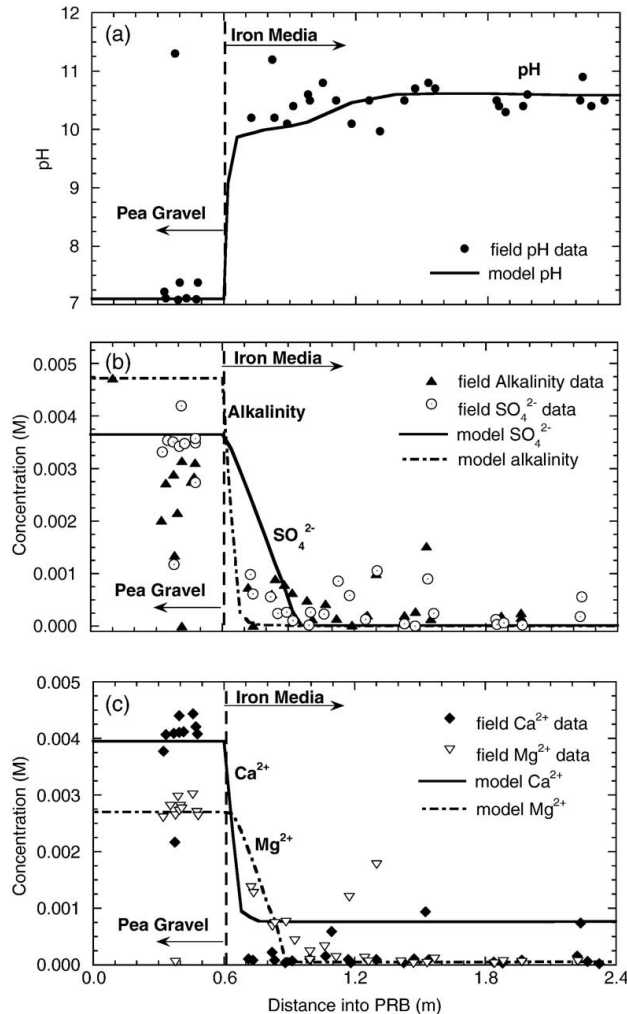 (a)
Iron Media
pH
Pea Gravel
field pH data
model pH
12
11
10
9
8
7
pH
(b)
Iron Media
Alkalinity
field Alkalinity data
field SO₄²⁻ data
model SO₄²⁻
model alkalinity
SO₄²⁻
Pea Gravel
0.005
0.004
0.003
0.002
0.001
0.000
Concentration (M)
(c)
Iron Media
field Ca²⁺ data
field Mg²⁺ data
model Ca²⁺
model Mg²⁺
Ca²⁺
Mg²⁺
Pea Gravel
0.005
0.004
0.003
0.002
0.001
0.000
Concentration (M)
0.0 0.6 1.2 1.8 2.4
Distance into PRB (m)